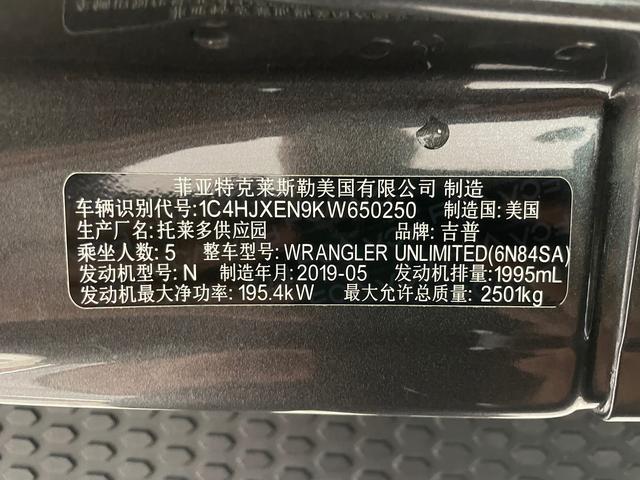 菲亚特克莱斯勒美国有限公司 制造
车辆识别代号:1C4HJXEN9KW650250 制造国:美国
生产厂名:托莱多供应园 品牌:吉普
乘坐人数:5 整车型号:WRANGLER UNLIMITED(6N84SA)
发动机型号:N 制造年月:2019-05 发动机排量:1995mL
发动机最大净功率:195.4kW 最大允许总质量:2501kg